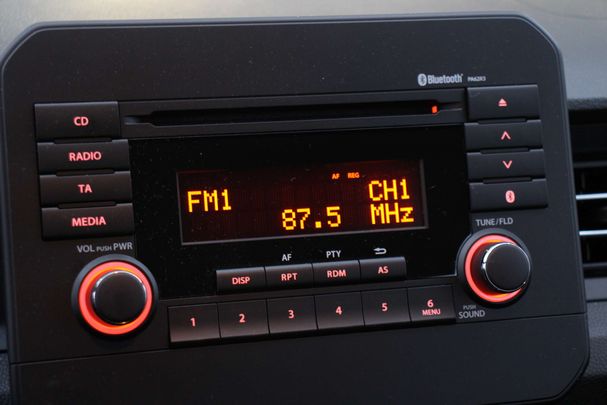 Bluetooth PA62R3
CD
RADIO
TA
MEDIA
AF REG
FM1 CH1
87.5 MHz
VOL PUSH PWR
TUNE/FLD
AF PTY
DISP RPT RDM AS
1 2 3 4 5 6
MENU
PUSH
SOUND